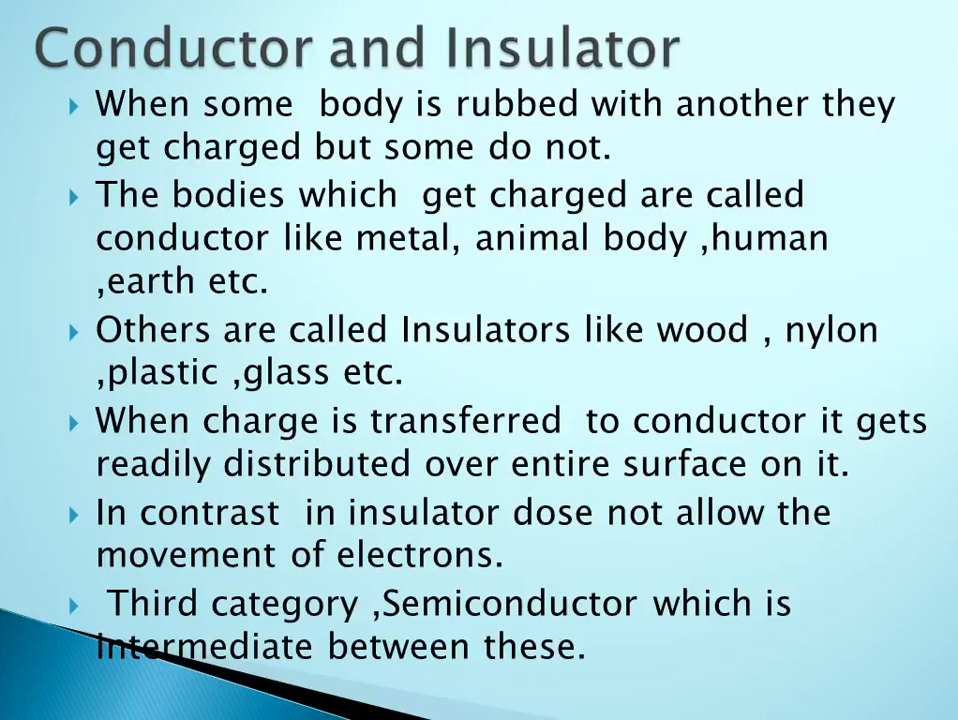 Conductor and Insulator
When some body is rubbed with another they
get charged but some do not.
The bodies which get charged are called
conductor like metal, animal body ,human
,earth etc.
Others are called Insulators like wood , nylon
,plastic ,glass etc.
When charge is transferred to conductor it gets
readily distributed over entire surface on it.
In contrast in insulator dose not allow the
movement of electrons.
Third category ,Semiconductor which is
intermediate between these.